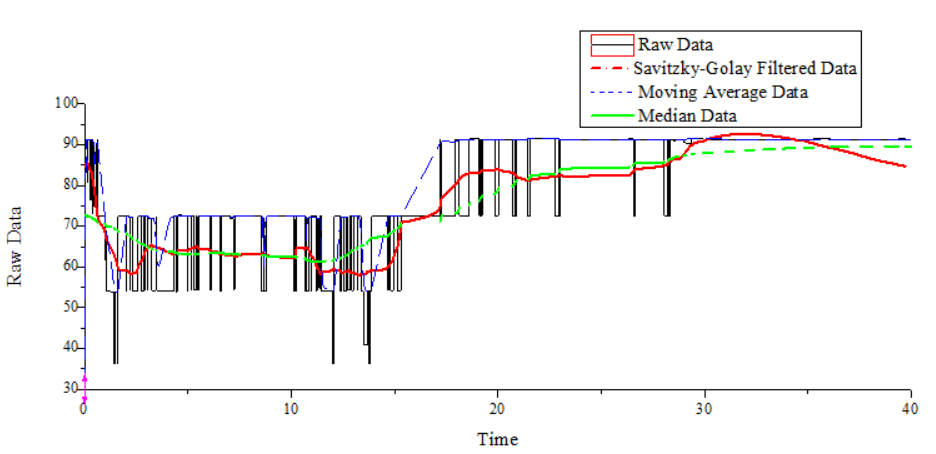 Raw Data
Savitzky-Golay Filtered Data
Moving Average Data
Median Data
100
90
80
70
60
50
40
30
Raw Data
0
10
20
30
40
Time